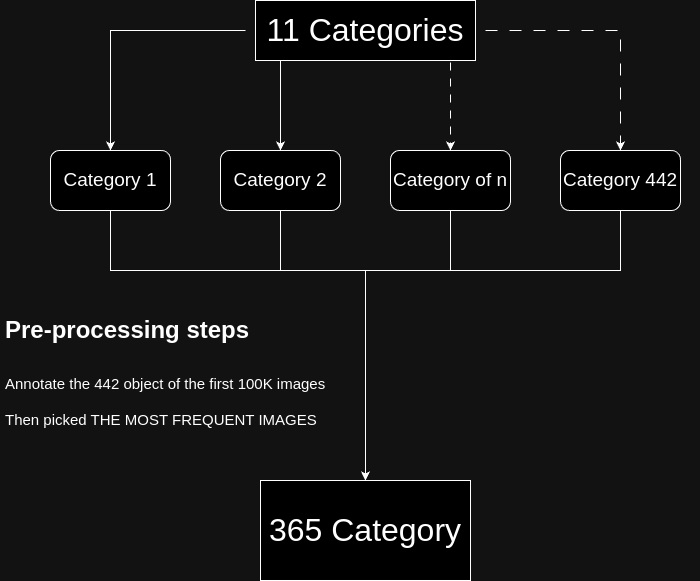 11 Categories
Category 1
Category 2
Category of n
Category 442
Pre-processing steps
Annotate the 442 object of the first 100K images
Then picked THE MOST FREQUENT IMAGES
365 Category